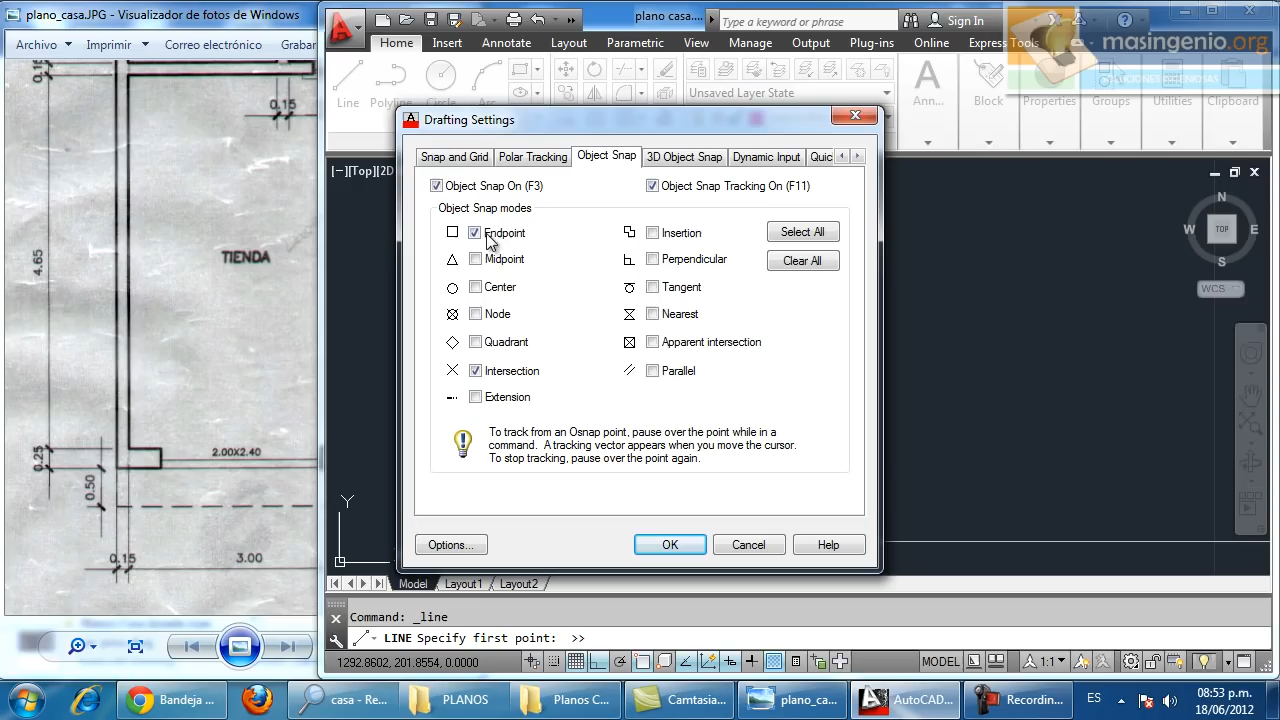 plano_casa.JPG - Visualizador de fotos de Windows
Archivo
Imprimir
Correo electrónico
Grabar
0.15
4.65
TIENDA
0.25
2.00X2.40
0.50
0.15
3.00
plano casa....
Type a keyword or phrase
Sign In
Home
Insert
Annotate
Layout
Parametric
View
Manage
Output
Plug-ins
Online
Express Tools
masingenio.org
Line
Polyline
Circle
Arc
Unsaved Layer State
Ann...
Block
Properties
Groups
Utilities
Clipboard
[−][Top][2D
N
W
TOP
E
S
WCS
Drafting Settings
Snap and Grid
Polar Tracking
Object Snap
3D Object Snap
Dynamic Input
Quic
Object Snap On (F3)
Object Snap Tracking On (F11)
Object Snap modes
Endpoint
Insertion
Select All
Midpoint
Perpendicular
Clear All
Center
Tangent
Node
Nearest
Quadrant
Apparent intersection
Intersection
Parallel
Extension
To track from an Osnap point, pause over the point while in a
command. A tracking vector appears when you move the cursor.
To stop tracking, pause over the point again.
Options...
OK
Cancel
Help
Y
Model
Layout1
Layout2
Command: _line
LINE Specify first point: >>
1292.8602, 201.8554, 0.0000
MODEL
1:1
Bandeja ...
casa - Re...
PLANOS
Planos C...
Camtasia...
plano_ca...
AutoCAD...
Recordin...
ES
08:53 p.m.
18/06/2012